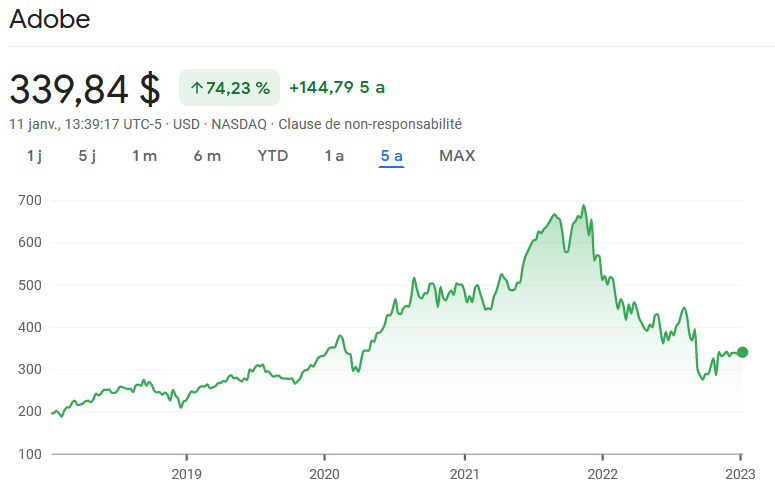 Adobe
339,84 $ ↑74,23 % +144,79 5 a
11 janv., 13:39:17 UTC-5 · USD · NASDAQ · Clause de non-responsabilité
1 j 5 j 1 m 6 m YTD 1 a 5 a MAX
700
600
500
400
300
200
100
2019 2020 2021 2022 2023